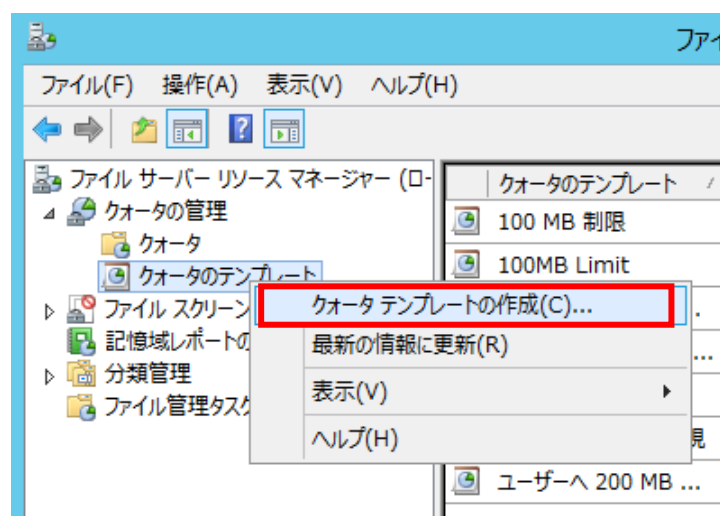 ファイ
ファイル(F) 操作(A) 表示(V) ヘルプ(H)
ファイル サーバー リソース マネージャー (ロー
クォータの管理
クォータ
クォータのテンプレート
ファイル スクリーン
記憶域レポートの
分類管理
ファイル管理タスク
クォータのテンプレート
100 MB 制限
100MB Limit
.
...
見
ユーザーへ 200 MB ...
クォータ テンプレートの作成(C)...
最新の情報に更新(R)
表示(V)
ヘルプ(H)